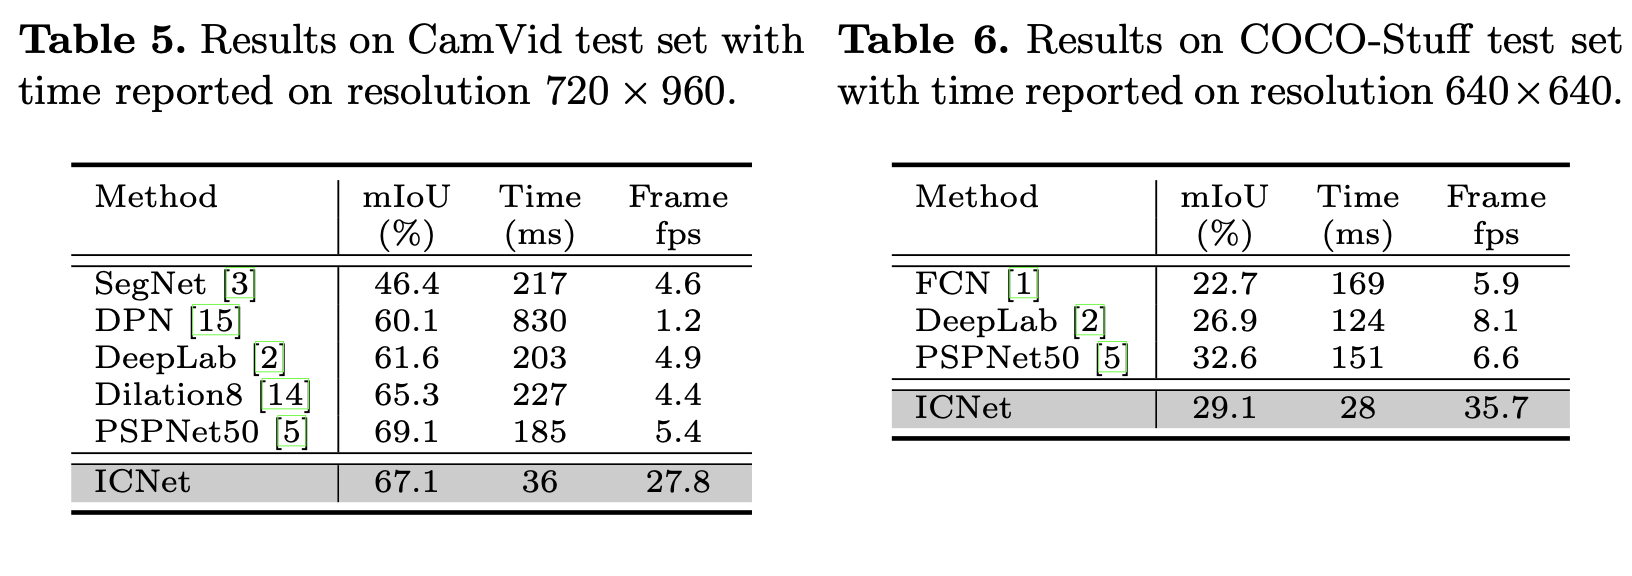 Table 5. Results on CamVid test set with
time reported on resolution 720 × 960.
Method mIoU Time Frame
(%) (ms) fps
SegNet [3] 46.4 217 4.6
DPN [15] 60.1 830 1.2
DeepLab [2] 61.6 203 4.9
Dilation8 [14] 65.3 227 4.4
PSPNet50 [5] 69.1 185 5.4
ICNet 67.1 36 27.8
Table 6. Results on COCO-Stuff test set
with time reported on resolution 640×640.
Method mIoU Time Frame
(%) (ms) fps
FCN [1] 22.7 169 5.9
DeepLab [2] 26.9 124 8.1
PSPNet50 [5] 32.6 151 6.6
ICNet 29.1 28 35.7